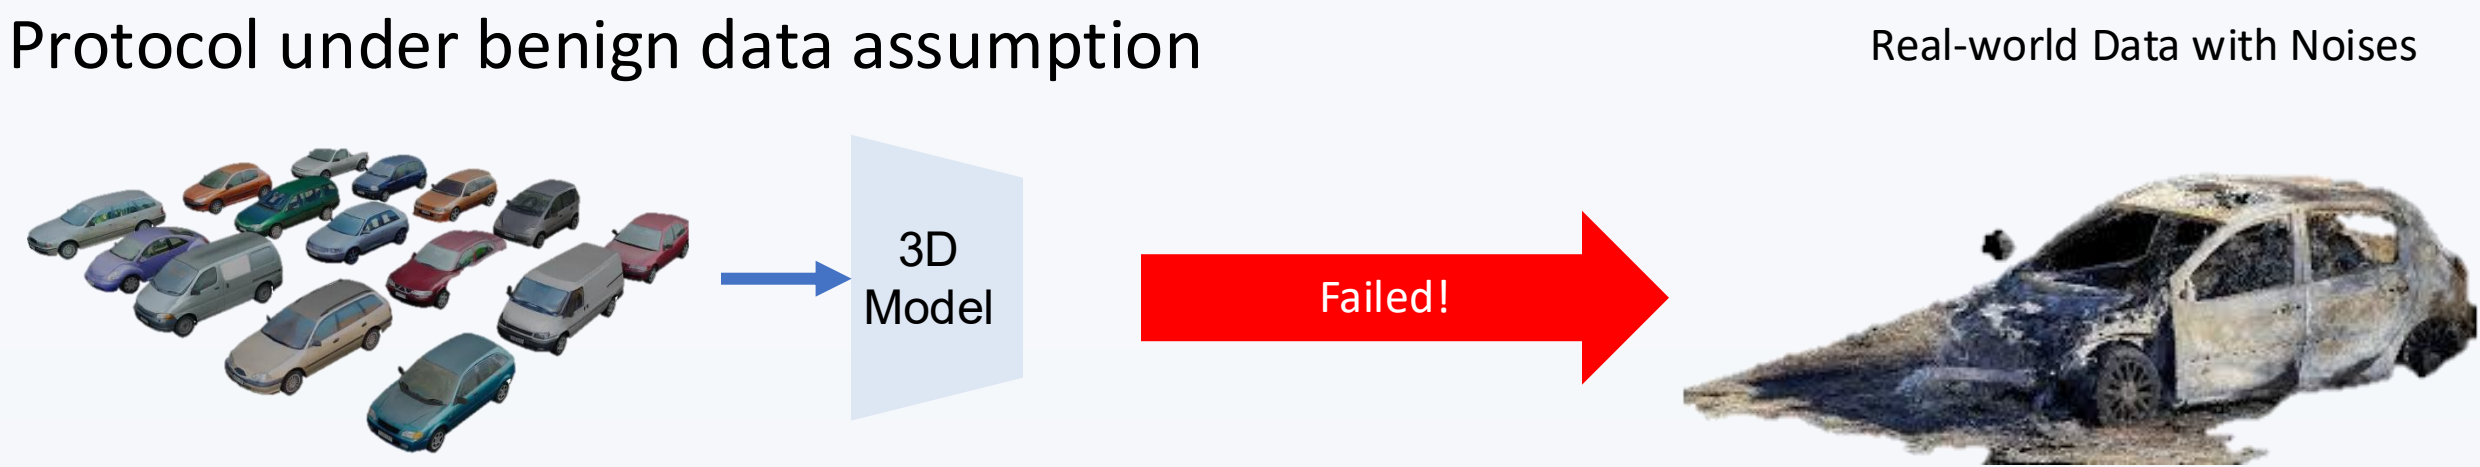 Protocol under benign data assumption
Real-world Data with Noises
3D
Model
Failed!